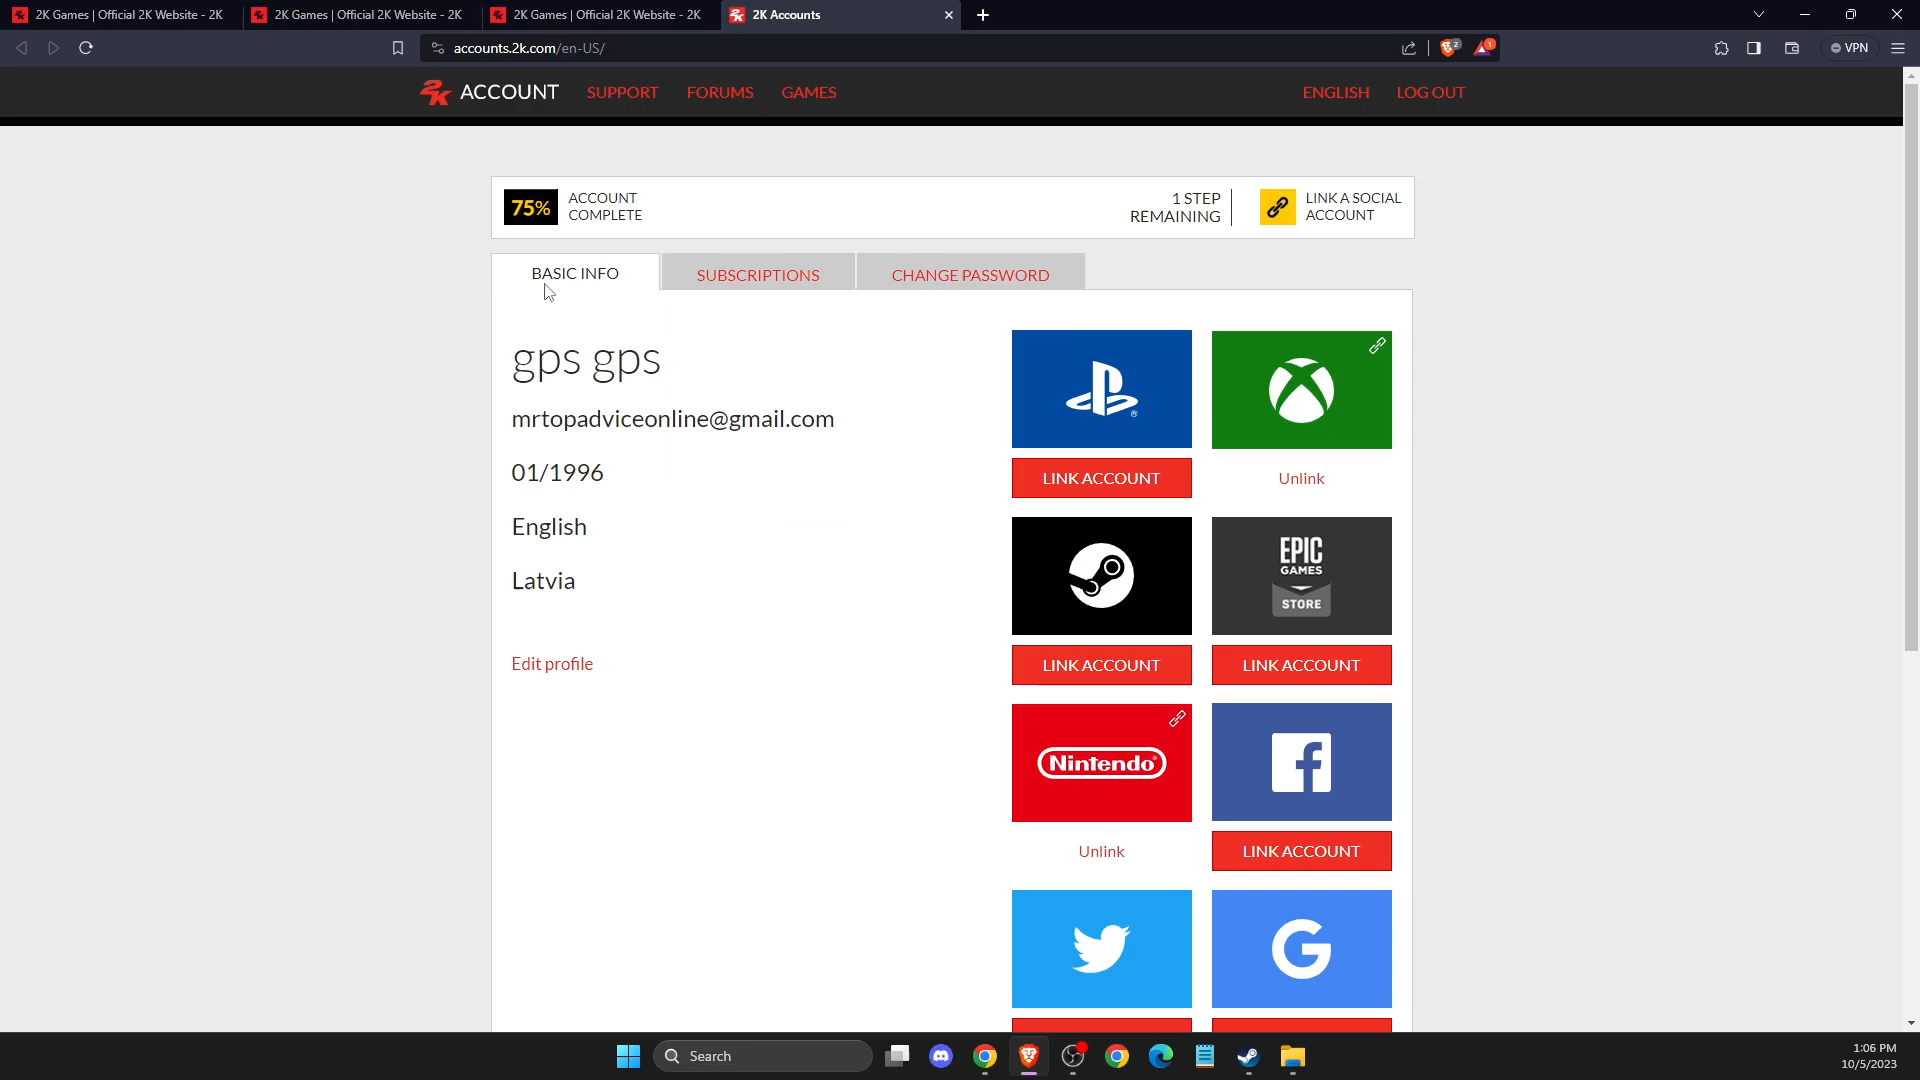 2K Games | Official 2K Website - 2K
2K Games | Official 2K Website - 2K
2K Games | Official 2K Website - 2K
2K Accounts
accounts.2k.com/en-US/
2
1
VPN
2K ACCOUNT
SUPPORT
FORUMS
GAMES
ENGLISH
LOG OUT
75%
ACCOUNT
COMPLETE
1 STEP
REMAINING
LINK A SOCIAL
ACCOUNT
BASIC INFO
SUBSCRIPTIONS
CHANGE PASSWORD
gps gps
mrtopadviceonline@gmail.com
01/1996
English
Latvia
Edit profile
LINK ACCOUNT
Unlink
EPIC
GAMES
STORE
LINK ACCOUNT
LINK ACCOUNT
Nintendo
Unlink
LINK ACCOUNT
Search
1:06 PM
10/5/2023